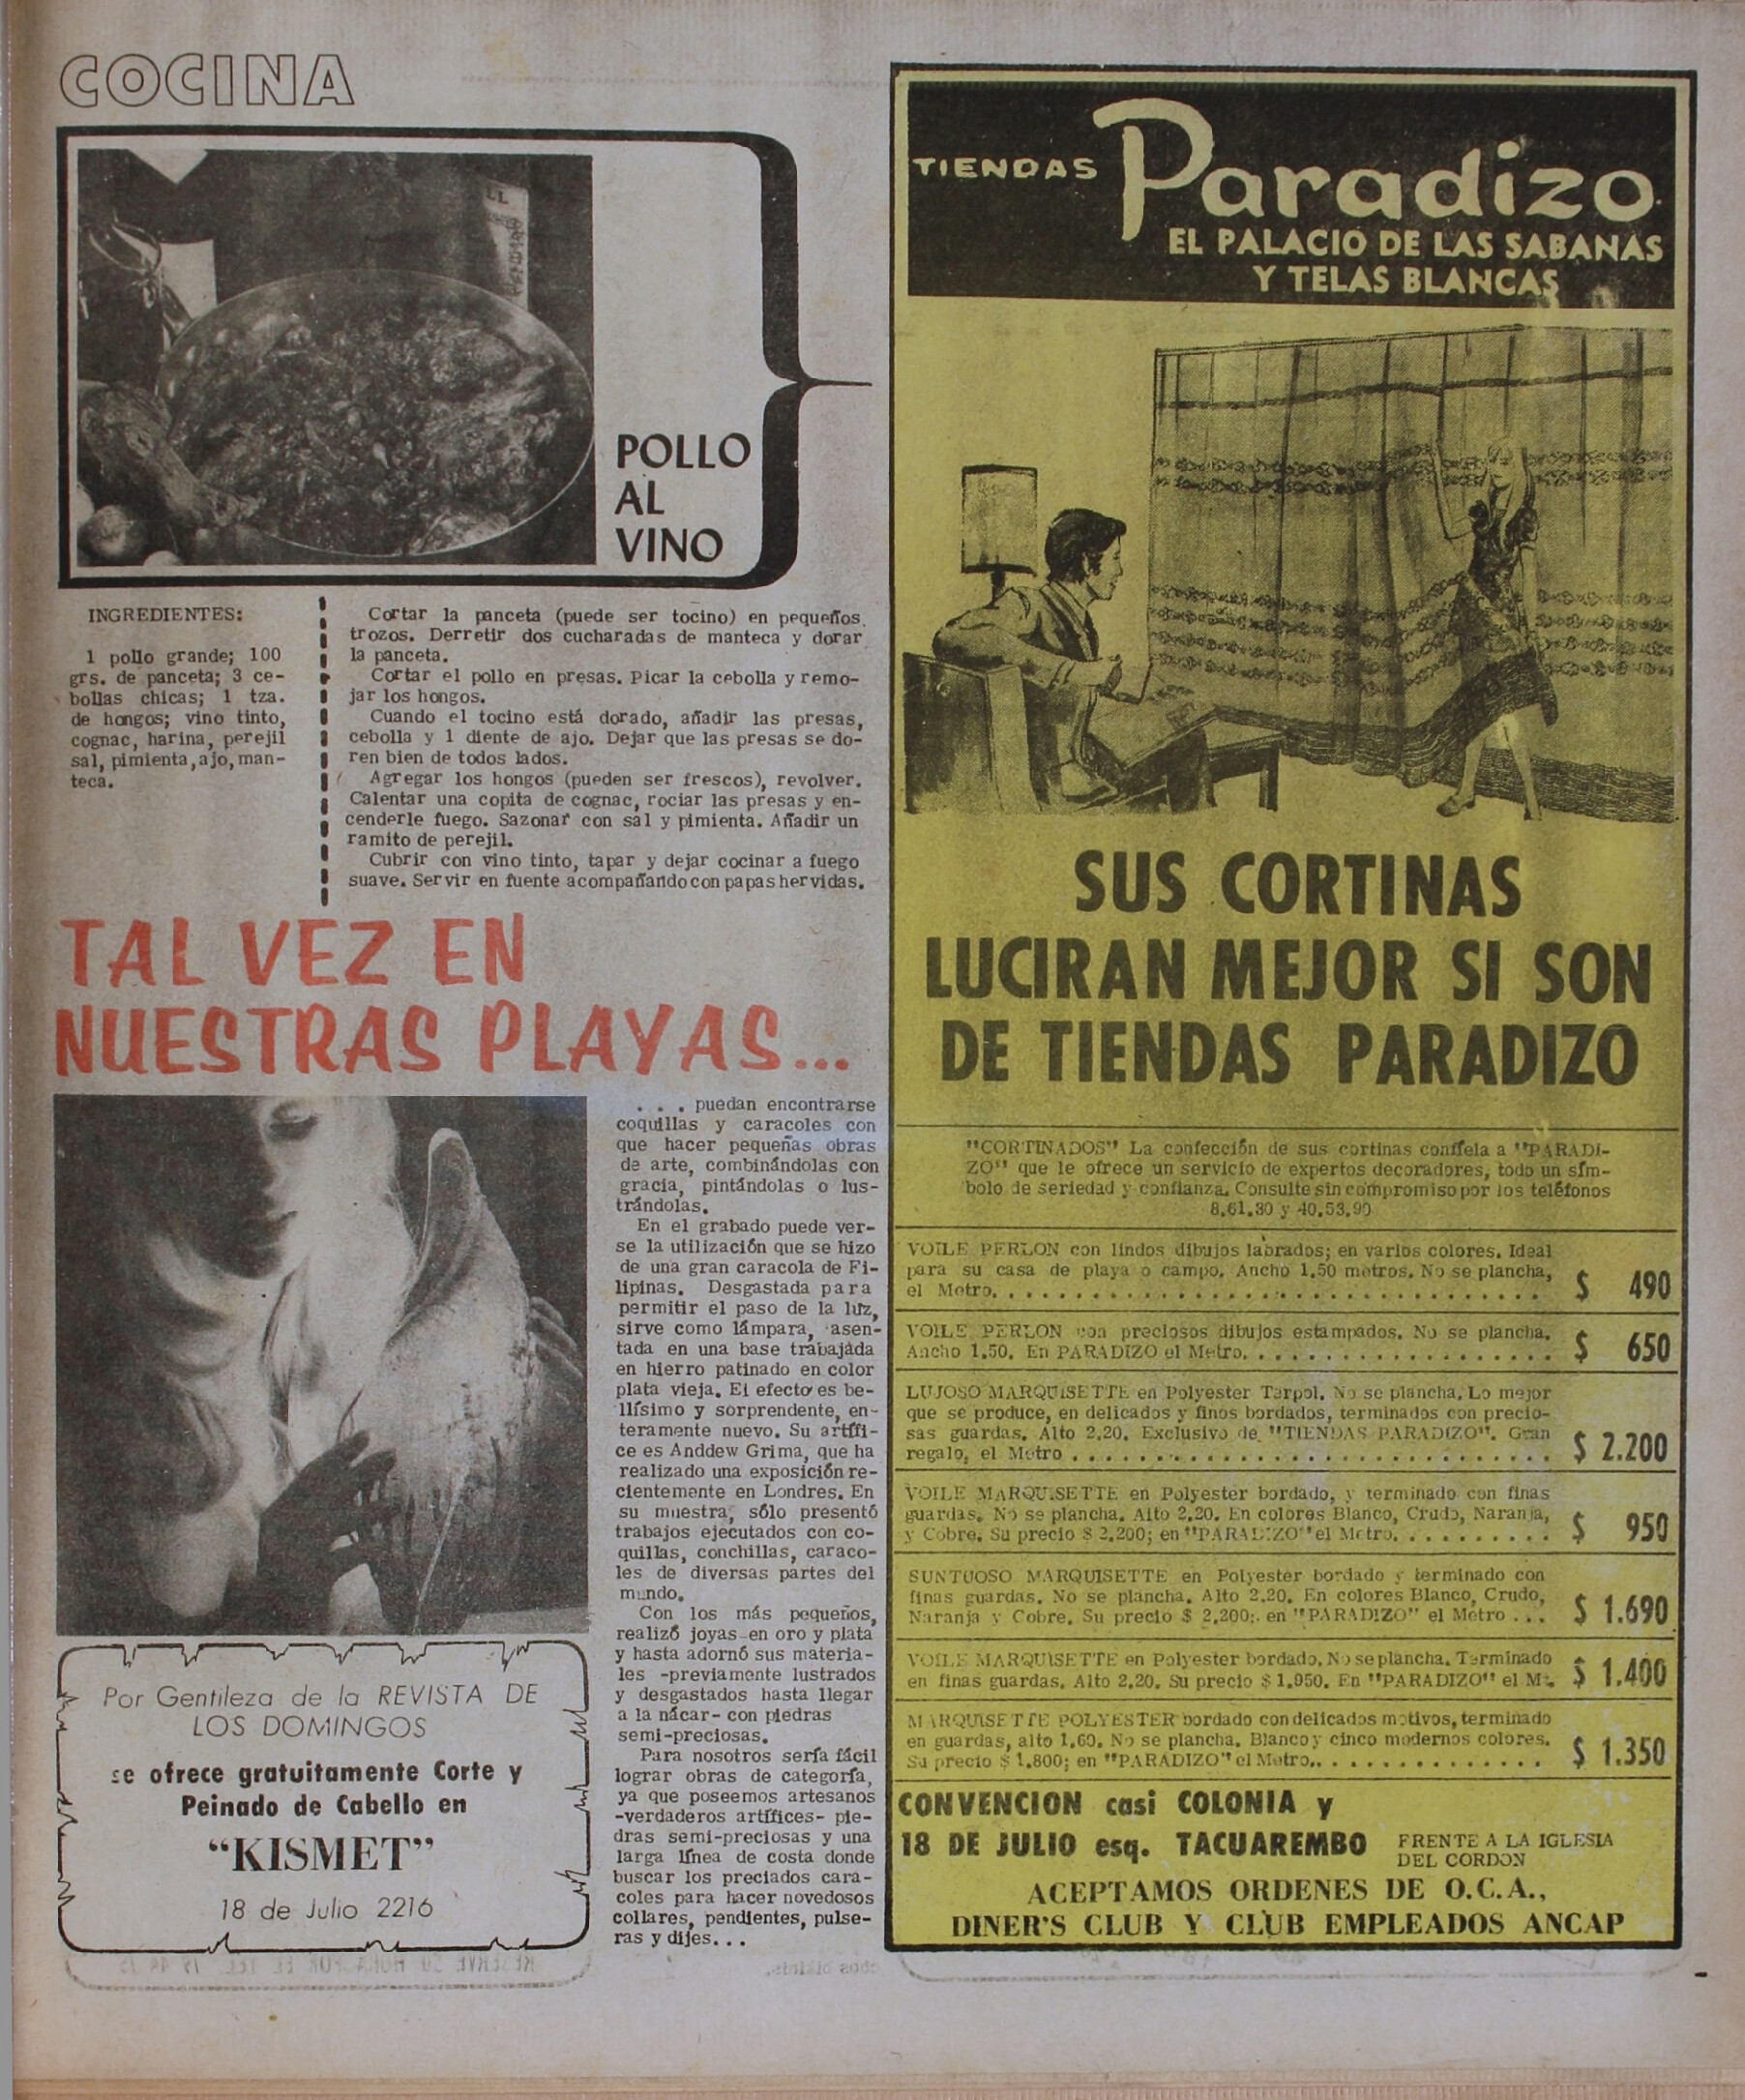 COCINA
POLLO
AL
VINO
INGREDIENTES:
1 pollo grande; 100
grs. de panceta; 3 ce-
bollas chicas; 1 tza.
de hongos; vino tinto,
cognac, harina, perejil
sal, pimienta, ajo, man-
teca.
Cortar la panceta (puede ser tocino) en pequeños
trozos. Derretir dos cucharadas de manteca y dorar
la panceta.
Cortar el pollo en presas. Picar la cebolla y remo-
jar los hongos.
Cuando el tocino está dorado, añadir las presas,
cebolla y 1 diente de ajo. Dejar que las presas se do-
ren bien de todos lados.
Agregar los hongos (pueden ser frescos), revolver.
Calentar una copita de cognac, rociar las presas y en-
cenderle fuego. Sazonar con sal y pimienta. Añadir un
ramito de perejil.
Cubrir con vino tinto, tapar y dejar cocinar a fuego
suave. Servir en fuente acompañando con papas hervidas.
TAL VEZ EN
NUESTRAS PLAYAS...
. . . puedan encontrarse
coquillas y caracoles con
que hacer pequeñas obras
de arte, combinándolas con
gracia, pintándolas o lus-
trándolas.
En el grabado puede ver-
se la utilización que se hizo
de una gran caracola de Fi-
lipinas. Desgastada para
permitir el paso de la luz,
sirve como lámpara, asen-
tada en una base trabajada
en hierro patinado en color
plata vieja. El efecto es be-
llísimo y sorprendente, en-
teramente nuevo. Su artífi-
ce es Anddew Grima, que ha
realizado una exposición re-
cientemente en Londres. En
su muestra, sólo presentó
trabajos ejecutados con co-
quillas, conchillas, caraco-
les de diversas partes del
mundo.
Con los más pequeños,
realizó joyas en oro y plata
y hasta adornó sus materia-
les -previamente lustrados
y desgastados hasta llegar
a la nácar- con piedras
semi-preciosas.
Para nosotros sería fácil
lograr obras de categoría,
ya que poseemos artesanos
-verdaderos artífices- pie-
dras semi-preciosas y una
larga línea de costa donde
buscar los preciados cara-
coles para hacer novedosos
collares, pendientes, pulse-
ras y dijes...
Por Gentileza de la REVISTA DE
LOS DOMINGOS
se ofrece gratuitamente Corte y
Peinado de Cabello en
"KISMET"
18 de Julio 2216
TIENDAS Paradizo
EL PALACIO DE LAS SABANAS
Y TELAS BLANCAS
SUS CORTINAS
LUCIRAN MEJOR SI SON
DE TIENDAS PARADIZO
"CORTINADOS" La confección de sus cortinas confíela a "PARADI-
ZO" que le ofrece un servicio de expertos decoradores, todo un sím-
bolo de seriedad y confianza. Consulte sin compromiso por los teléfonos
8.61.30 y 40.53.90
VOILE PERLON con lindos dibujos labrados; en varios colores. Ideal
para su casa de playa o campo. Ancho 1.50 metros. No se plancha,
el Metro. . . . . . . . . . . . . . . . . . . . . . . . . . . $ 490
VOILE PERLON con preciosos dibujos estampados. No se plancha.
Ancho 1.50. En PARADIZO el Metro. . . . . . . . . . . . . . . . . . $ 650
LUJOSO MARQUISETTE en Polyester Tarpol. No se plancha. Lo mejor
que se produce, en delicados y finos bordados, terminados con precio-
sas guardas. Alto 2.20. Exclusivo de "TIENDAS PARADIZO". Gran
regalo, el Metro . . . . . . . . . . . . . . . . . . . . . . . . . $ 2.200
VOILE MARQUISETTE en Polyester bordado, y terminado con finas
guardas. No se plancha. Alto 2.20. En colores Blanco, Crudo, Naranja,
y Cobre. Su precio $ 2.200; en "PARADIZO" el Metro. . . . . . . . . . $ 950
SUNTUOSO MARQUISETTE en Polyester bordado y terminado con
finas guardas. No se plancha. Alto 2.20. En colores Blanco, Crudo,
Naranja y Cobre. Su precio $ 2,200; en "PARADIZO" el Metro ... $ 1.690
VOILE MARQUISETTE en Polyester bordado. No se plancha. Terminado
en finas guardas. Alto 2.20. Su precio $ 1.950. En "PARADIZO" el Mt. $ 1.400
MARQUISETTE POLYESTER bordado con delicados motivos, terminado
en guardas, alto 1.60. No se plancha. Blanco y cinco modernos colores.
Su precio $ 1.800; en "PARADIZO" el Metro.. . . . . . . . . . . . . $ 1.350
CONVENCION casi COLONIA y
18 DE JULIO esq. TACUAREMBO
FRENTE A LA IGLESIA
DEL CORDON
ACEPTAMOS ORDENES DE O.C.A.,
DINER'S CLUB Y CLUB EMPLEADOS ANCAP